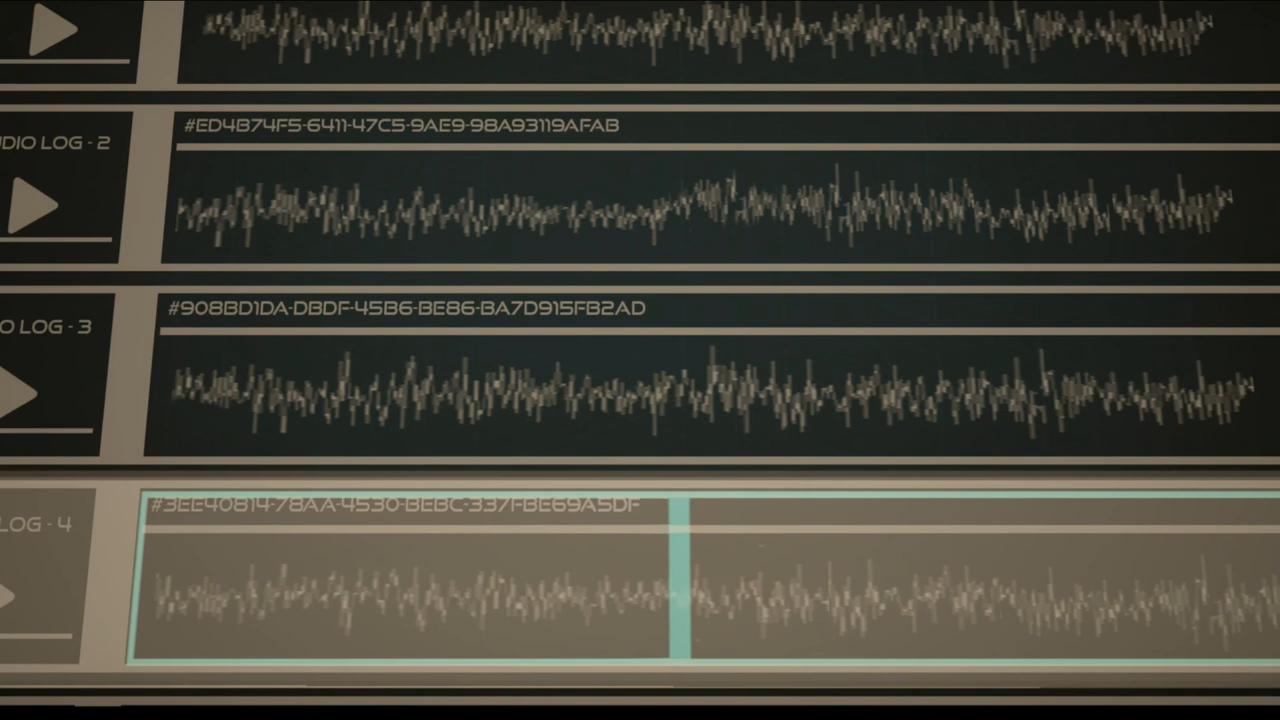 #ED4B74F5-6411-47C5-9AE9-98A93119AFAB
DIO LOG - 2
#908BD1DA-DBDF-45B6-BE86-BA7D915FB2AD
O LOG - 3
#3EE40814-78AA-4530-BEBC-337FBE69A5DF
LOG - 4